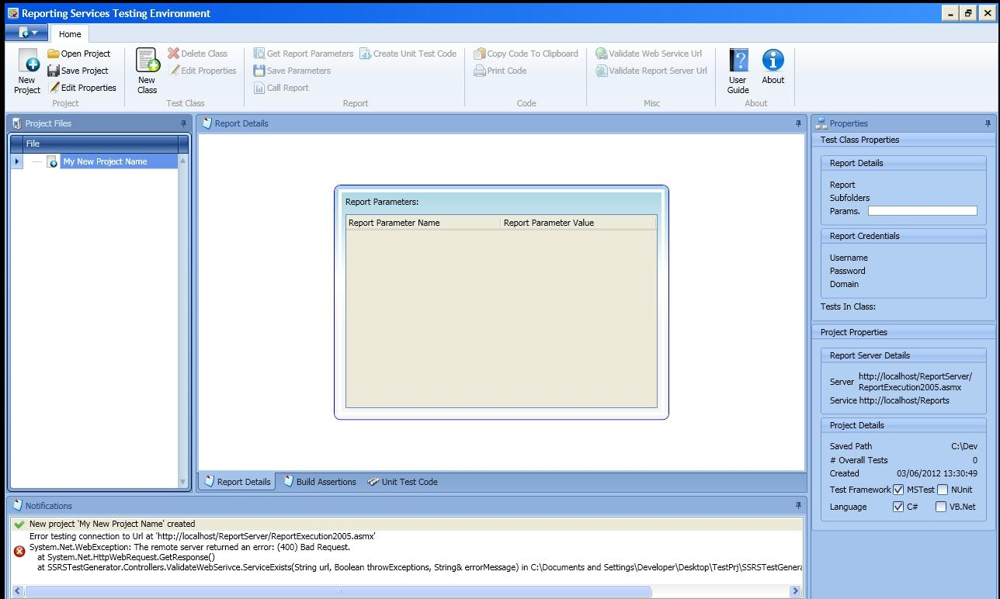 Reporting Services Testing Environment
Home
New Project
Open Project
Save Project
Edit Properties
Project
New Class
Delete Class
Edit Properties
Test Class
Get Report Parameters
Save Parameters
Call Report
Create Unit Test Code
Report
Copy Code To Clipboard
Print Code
Code
Validate Web Service Url
Validate Report Server Url
Misc
User Guide
About
About
Project Files
File
My New Project Name
Report Details
Report Parameters:
Report Parameter Name Report Parameter Value
Report Details Build Assertions Unit Test Code
Properties
Test Class Properties
Report Details
Report
Subfolders
Params.
Report Credentials
Username
Password
Domain
Tests In Class:
Project Properties
Report Server Details
Server http://localhost/ReportServer/
ReportExecution2005.asmx
Service http://localhost/Reports
Project Details
Saved Path C:\Dev
# Overall Tests 0
Created 03/06/2012 13:30:49
Test Framework MSTest NUnit
Language C# VB.Net
Notifications
New project 'My New Project Name' created
Error testing connection to Url at 'http://localhost/ReportServer/ReportExecution2005.asmx'
System.Net.WebException: The remote server returned an error: (400) Bad Request.
at System.Net.HttpWebRequest.GetResponse()
at SSRSTestGenerator.Controllers.ValidateWebSerivce.ServiceExists(String url, Boolean throwExceptions, String& errorMessage) in C:\Documents and Settings\Developer\Desktop\TestPrj\SSRSTestGenera